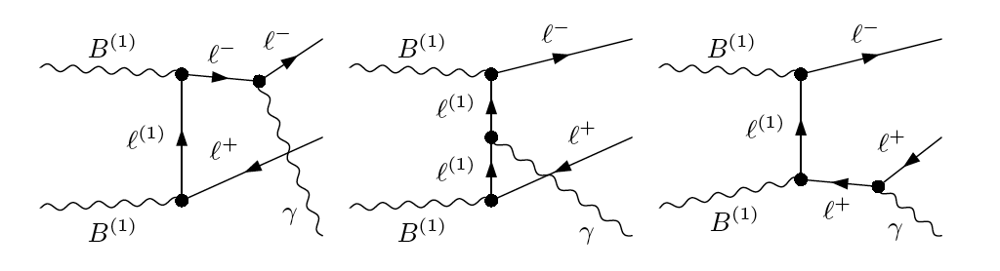 B^(1) ℓ^- ℓ^-
ℓ^(1) ℓ^+
B^(1) γ
B^(1) ℓ^-
ℓ^(1)
ℓ^(1) ℓ^+
B^(1) γ
B^(1) ℓ^-
ℓ^(1) ℓ^+
B^(1) ℓ^+ γ